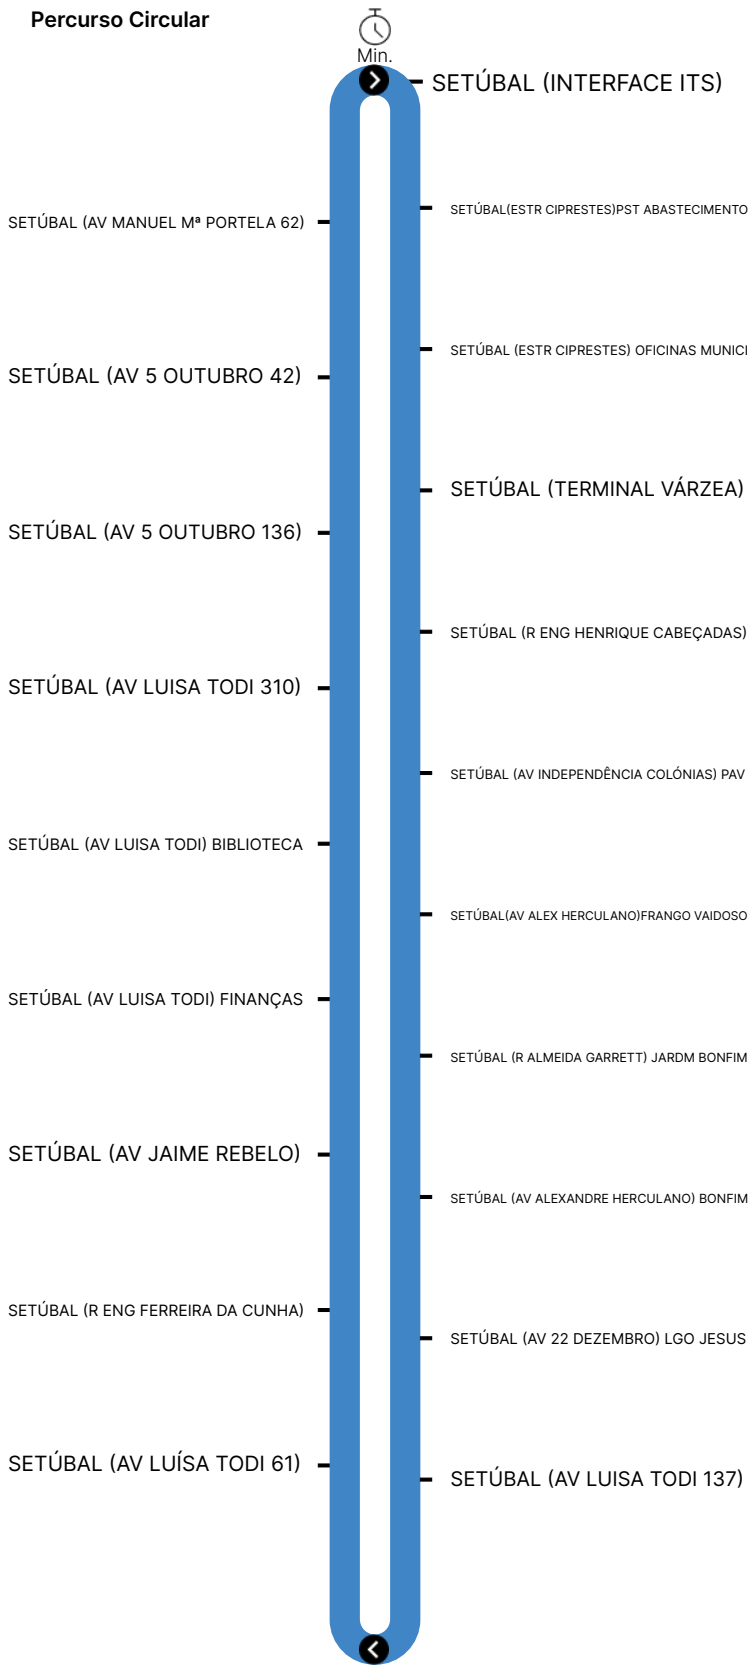 Percurso Circular
Min.
SETÚBAL (INTERFACE ITS)
SETÚBAL(ESTR CIPRESTES)PST ABASTECIMENTO
SETÚBAL (ESTR CIPRESTES) OFICINAS MUNICI
SETÚBAL (TERMINAL VÁRZEA)
SETÚBAL (R ENG HENRIQUE CABEÇADAS)
SETÚBAL (AV INDEPENDÊNCIA COLÓNIAS) PAV
SETÚBAL(AV ALEX HERCULANO)FRANGO VAIDOSO
SETÚBAL (R ALMEIDA GARRETT) JARDM BONFIM
SETÚBAL (AV ALEXANDRE HERCULANO) BONFIM
SETÚBAL (AV 22 DEZEMBRO) LGO JESUS
SETÚBAL (AV LUISA TODI 137)
SETÚBAL (AV LUÍSA TODI 61)
SETÚBAL (R ENG FERREIRA DA CUNHA)
SETÚBAL (AV JAIME REBELO)
SETÚBAL (AV LUISA TODI) FINANÇAS
SETÚBAL (AV LUISA TODI) BIBLIOTECA
SETÚBAL (AV LUISA TODI 310)
SETÚBAL (AV 5 OUTUBRO 136)
SETÚBAL (AV 5 OUTUBRO 42)
SETÚBAL (AV MANUEL Mª PORTELA 62)